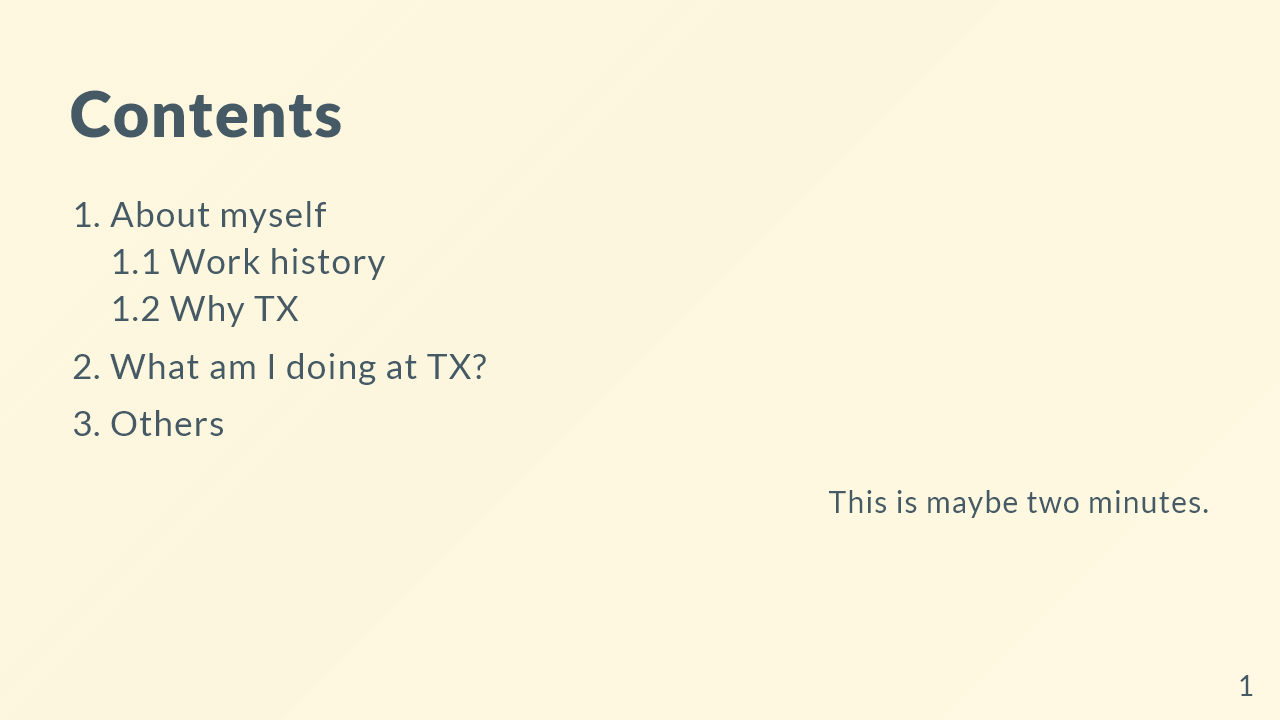 Contents
1. About myself
1.1 Work history
1.2 Why TX
2. What am I doing at TX?
3. Others
This is maybe two minutes.
1